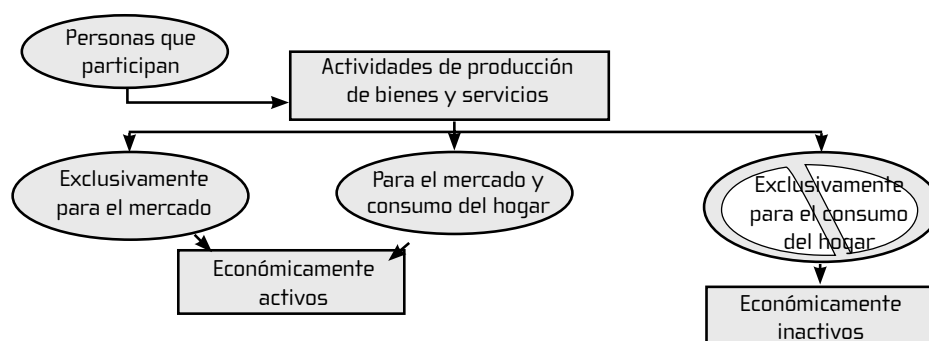 Personas que
participan
Actividades de producción
de bienes y servicios
Exclusivamente
para el mercado
Para el mercado y
consumo del hogar
Exclusivamente
para el consumo
del hogar
Económicamente
activos
Económicamente
inactivos